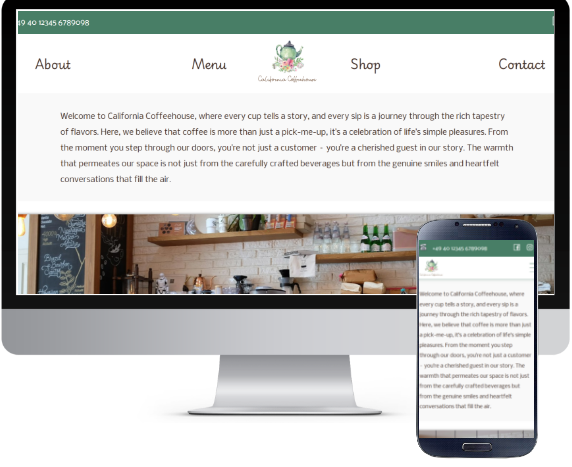 +49 40 12345 6789098
About Menu Shop Contact
California Coffeehouse
Welcome to California Coffeehouse, where every cup tells a story, and every sip is a journey through the rich tapestry
of flavors. Here, we believe that coffee is more than just a pick-me-up, it's a celebration of life's simple pleasures. From
the moment you step through our doors, you're not just a customer - you're a cherished guest in our story. The warmth
that permeates our space is not just from the carefully crafted beverages but from the genuine smiles and heartfelt
conversations that fill the air.
SAMSUNG
+49 40 12345 6789098
Welcome to California Coffeehouse, where
every cup tells a story, and every sip is a
journey through the rich tapestry of flavors.
Here, we believe that coffee is more than just
a pick-me-up, it's a celebration of life's simple
pleasures. From the moment you step
through our doors, you're not just a customer
- you're a cherished guest in our story. The
warmth that permeates our space is not just
from the carefully crafted beverages but
from the genuine smiles and heartfelt
conversations that fill the air.